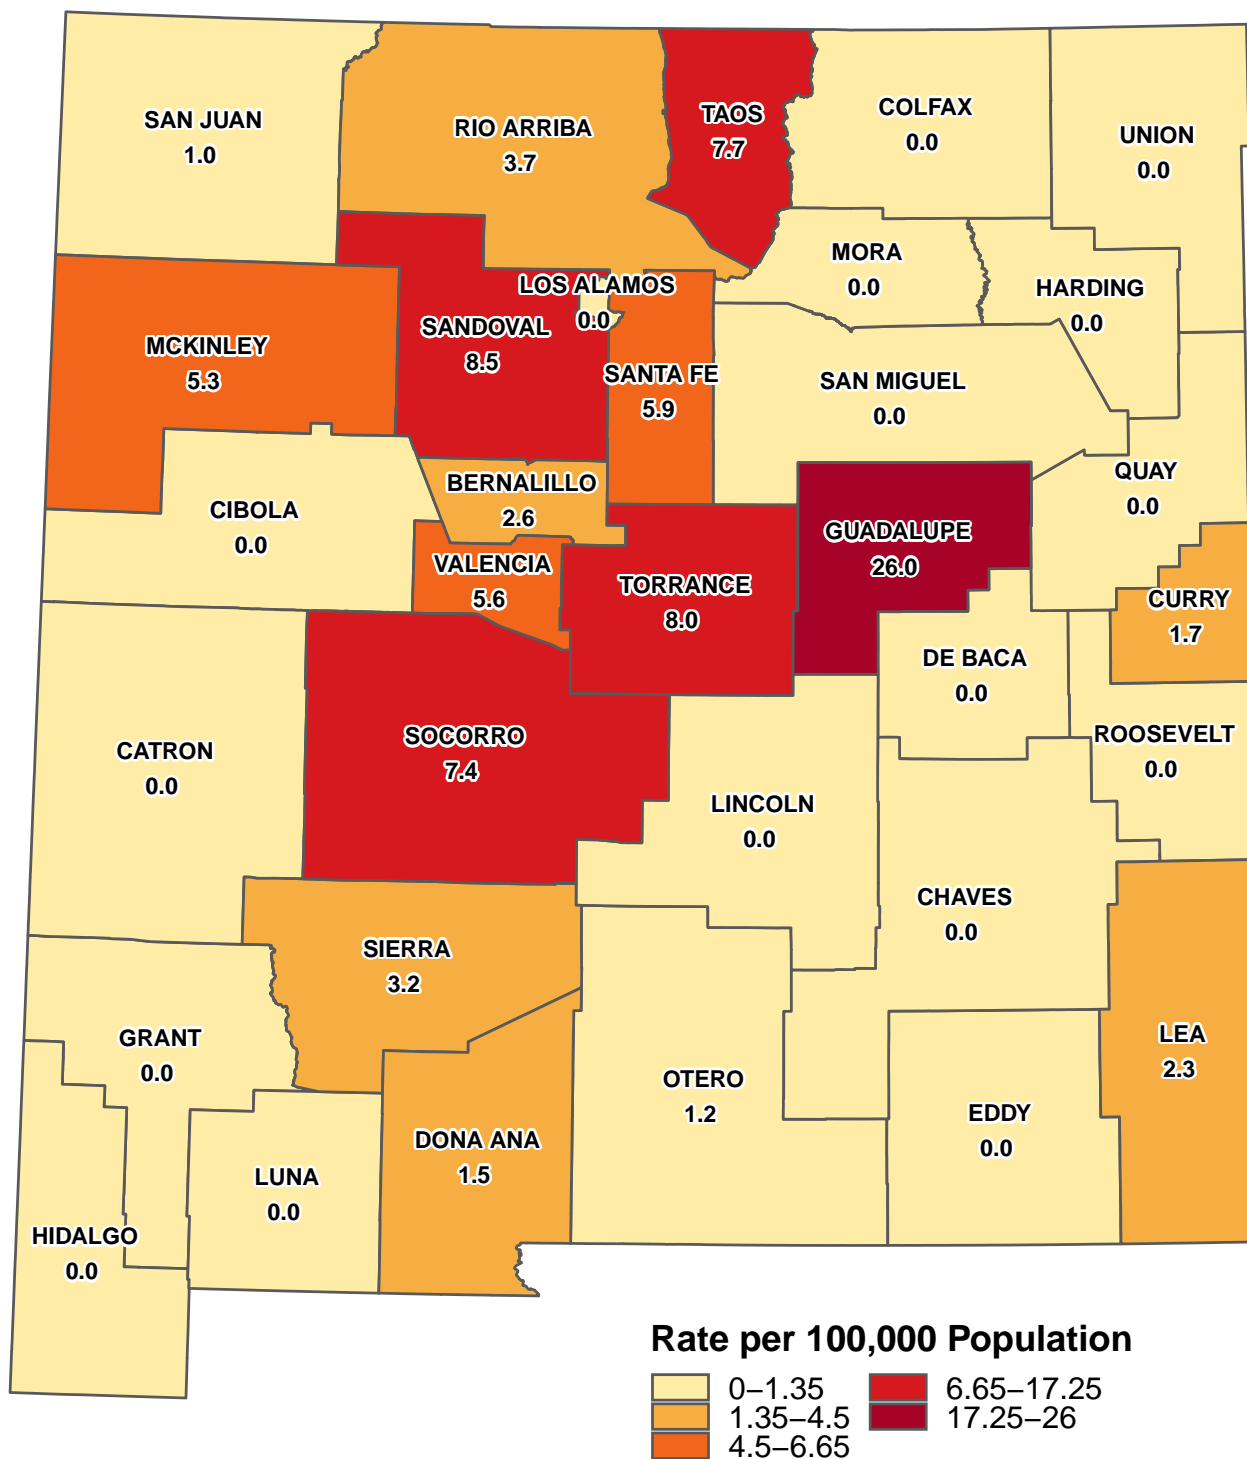 SAN JUAN
1.0
RIO ARRIBA
3.7
TAOS
7.7
COLFAX
0.0
UNION
0.0
MORA
0.0
HARDING
0.0
LOS ALAMOS
0.0
SANDOVAL
8.5
MCKINLEY
5.3
SANTA FE
5.9
SAN MIGUEL
0.0
QUAY
0.0
BERNALILLO
2.6
CIBOLA
0.0
GUADALUPE
26.0
VALENCIA
5.6
TORRANCE
8.0
CURRY
1.7
DE BACA
0.0
ROOSEVELT
0.0
SOCORRO
7.4
CATRON
0.0
LINCOLN
0.0
CHAVES
0.0
SIERRA
3.2
GRANT
0.0
LEA
2.3
OTERO
1.2
EDDY
0.0
DONA ANA
1.5
LUNA
0.0
HIDALGO
0.0
Rate per 100,000 Population
0−1.35
1.35−4.5
4.5−6.65
6.65−17.25
17.25−26